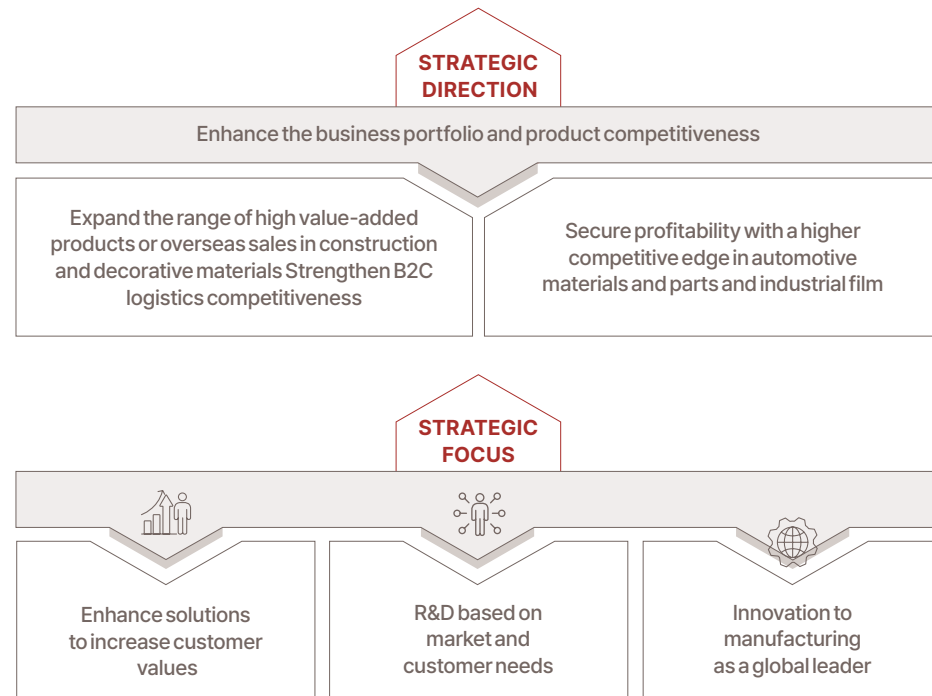 STRATEGIC
DIRECTION
Enhance the business portfolio and product competitiveness
Expand the range of high value-added
products or overseas sales in construction
and decorative materials Strengthen B2C
logistics competitiveness
Secure profitability with a higher
competitive edge in automotive
materials and parts and industrial film
STRATEGIC
FOCUS
Enhance solutions
to increase customer
values
R&D based on
market and
customer needs
Innovation to
manufacturing
as a global leader